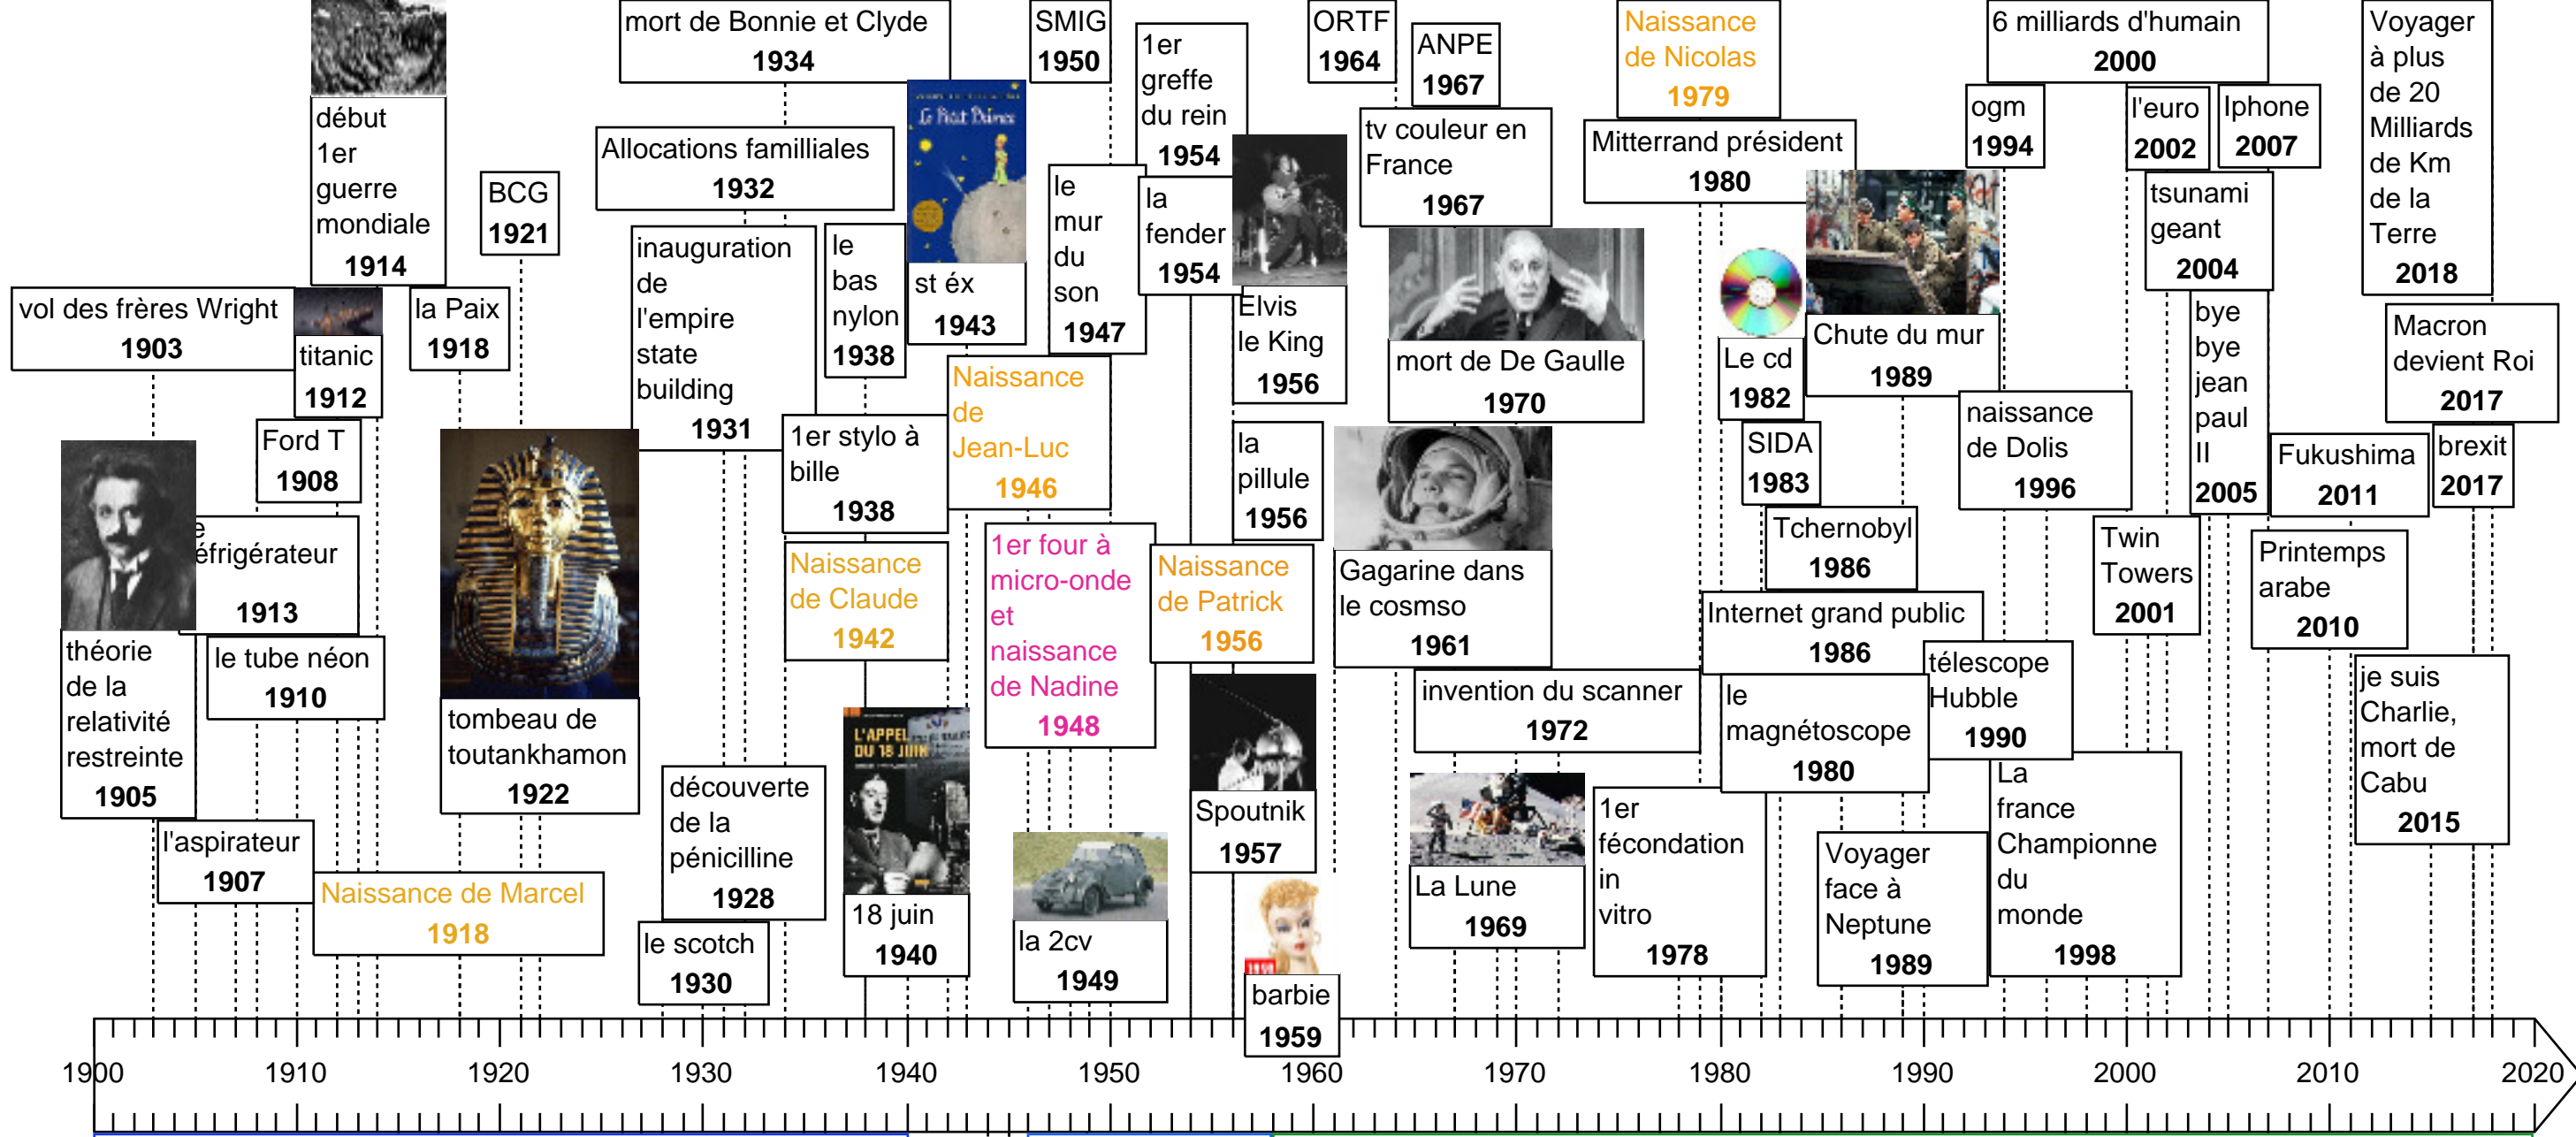 début
1er
guerre
mondiale
1914
mort de Bonnie et Clyde
1934
SMIG
1950
1er
greffe
du rein
1954
ORTF
1964
ANPE
1967
Naissance
de Nicolas
1979
6 milliards d'humain
2000
Voyager
à plus
de 20
Milliards
de Km
de la
Terre
2018
BCG
1921
Allocations familliales
1932
Le Petit Prince
st éx
1943
le
mur
du
son
1947
la
fender
1954
tv couleur en
France
1967
Mitterrand président
1980
ogm
1994
l'euro
2002
Iphone
2007
tsunami
geant
2004
vol des frères Wright
1903
titanic
1912
la Paix
1918
inauguration
de
l'empire
state
building
1931
le
bas
nylon
1938
Elvis
le King
1956
mort de De Gaulle
1970
Le cd
1982
Chute du mur
1989
bye
bye
jean
paul
II
2005
Macron
devient Roi
2017
Ford T
1908
1er stylo à
bille
1938
Naissance
de
Jean-Luc
1946
la
pillule
1956
SIDA
1983
naissance
de Dolis
1996
Fukushima
2011
brexit
2017
e
éfrigérateur
1913
Naissance
de Claude
1942
1er four à
micro-onde
et
naissance
de Nadine
1948
Naissance
de Patrick
1956
Gagarine dans
le cosmso
1961
Tchernobyl
1986
Twin
Towers
2001
Printemps
arabe
2010
théorie
de la
relativité
restreinte
1905
le tube néon
1910
tombeau de
toutankhamon
1922
invention du scanner
1972
Internet grand public
1986
le
magnétoscope
1980
télescope
Hubble
1990
je suis
Charlie,
mort de
Cabu
2015
l'aspirateur
1907
Naissance de Marcel
1918
découverte
de la
pénicilline
1928
le scotch
1930
L'APPEL
DU 18 JUIN
18 juin
1940
la 2cv
1949
Spoutnik
1957
1959
barbie
1959
La Lune
1969
1er
fécondation
in
vitro
1978
Voyager
face à
Neptune
1989
La
france
Championne
du
monde
1998
1900 1910 1920 1930 1940 1950 1960 1970 1980 1990 2000 2010 2020